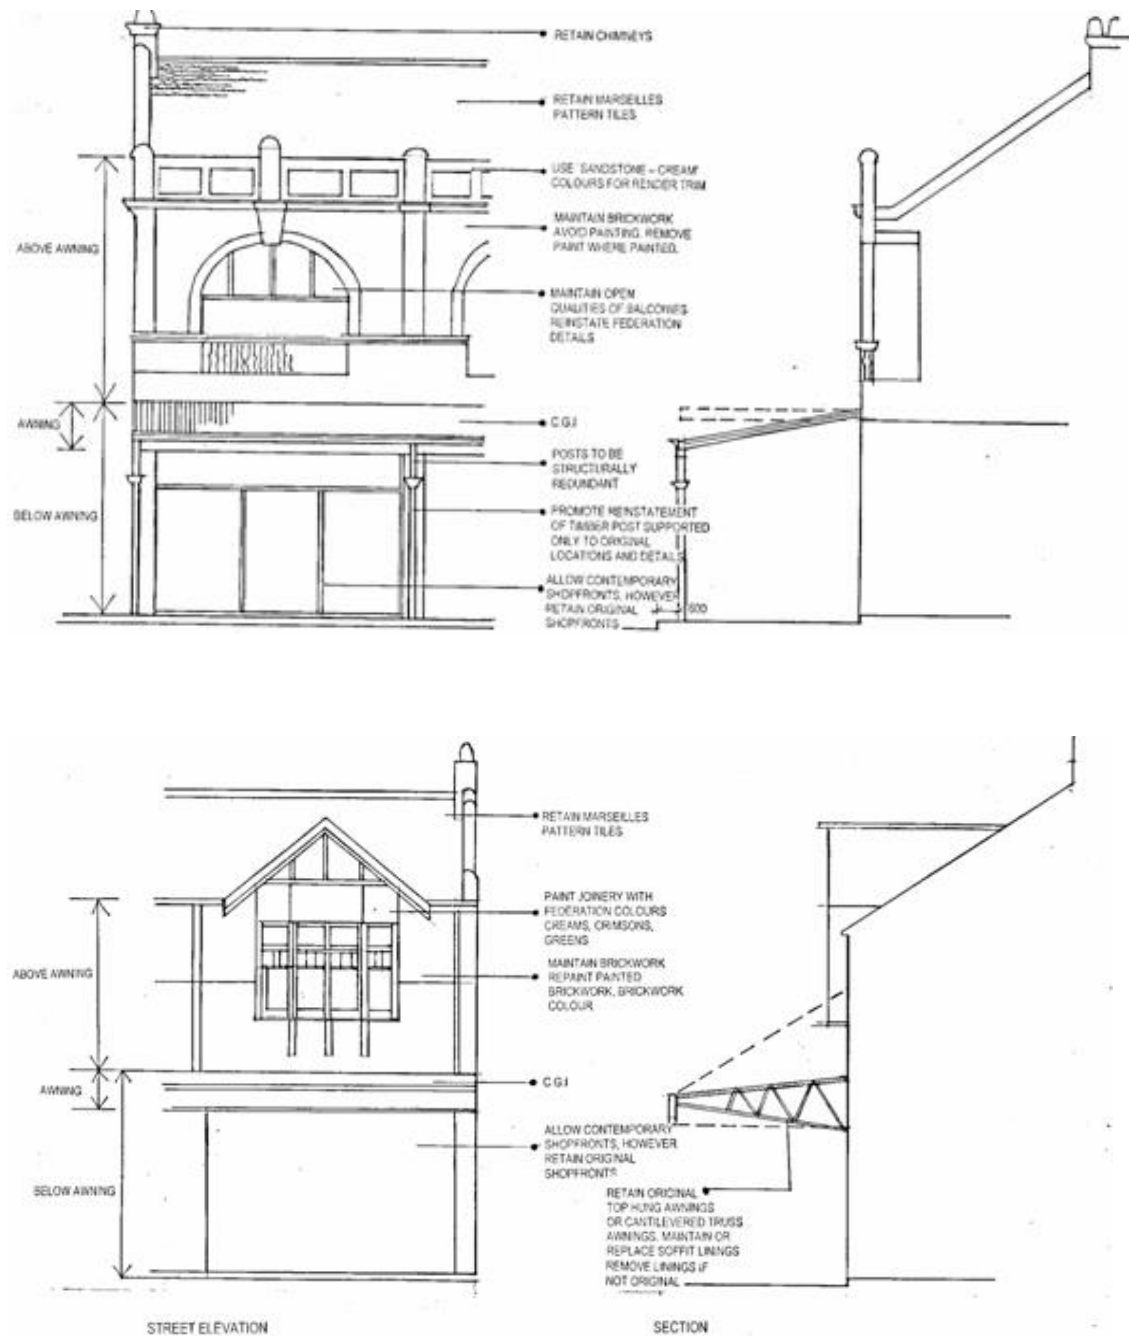 RETAIN CHIMNEYS
RETAIN MARSEILLES
PATTERN TILES
USE 'SANDSTONE – CREAM'
COLOURS FOR RENDER TRIM
MAINTAIN BRICKWORK
AVOID PAINTING. REMOVE
PAINT WHERE PAINTED.
ABOVE AWNING
MAINTAIN OPEN
QUALITIES OF BALCONIES
REINSTATE FEDERATION
DETAILS
AWNING
C.G.I
POSTS TO BE
STRUCTURALLY
REDUNDANT
BELOW AWNING
PROMOTE REINSTATEMENT
OF TIMBER POST SUPPORTED
ONLY TO ORIGINAL
LOCATIONS AND DETAILS
ALLOW CONTEMPORARY
SHOPFRONTS, HOWEVER
RETAIN ORIGINAL
SHOPFRONTS
600
RETAIN MARSEILLES
PATTERN TILES
PAINT JOINERY WITH
FEDERATION COLOURS
CREAMS, CRIMSONS,
GREENS
ABOVE AWNING
MAINTAIN BRICKWORK
REPAINT PAINTED
BRICKWORK, BRICKWORK
COLOUR
AWNING
C.G.I
ALLOW CONTEMPORARY
SHOPFRONTS, HOWEVER
RETAIN ORIGINAL
SHOPFRONTS
BELOW AWNING
RETAIN ORIGINAL
TOP HUNG AWNINGS
OR CANTILEVERED TRUSS
AWNINGS. MAINTAIN OR
REPLACE SOFFIT LININGS
REMOVE LININGS IF
NOT ORIGINAL
STREET ELEVATION
SECTION